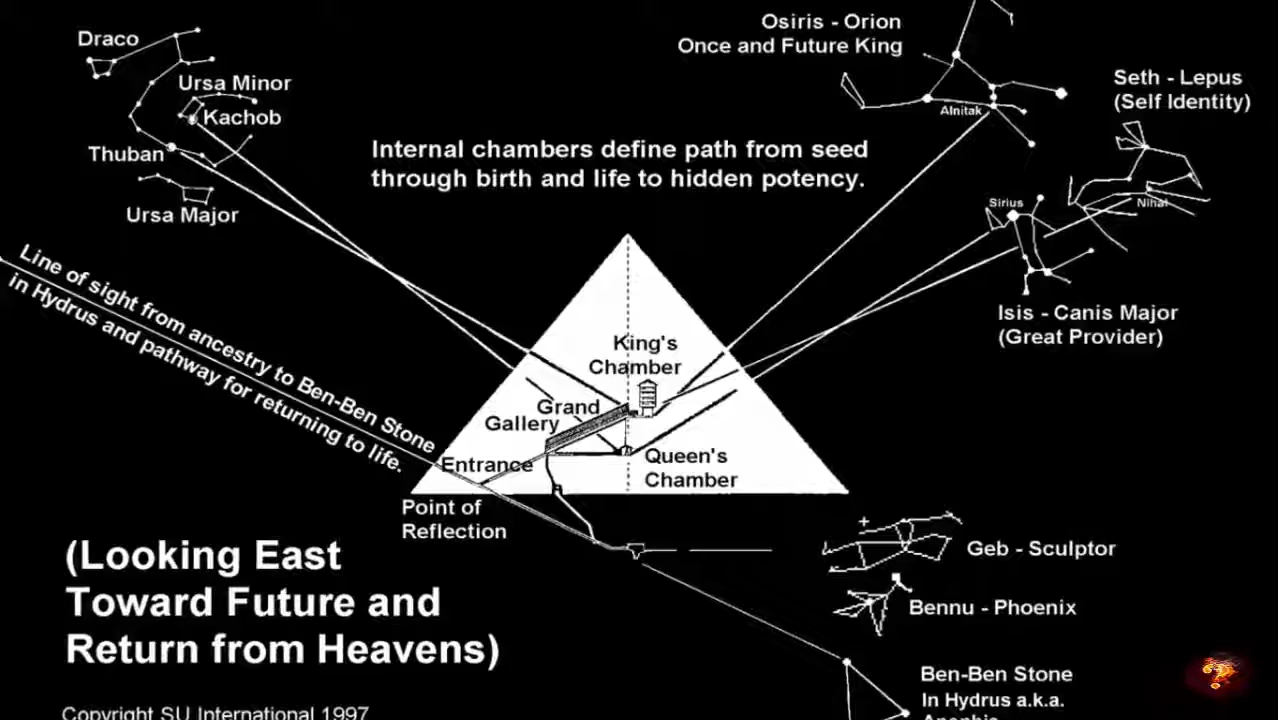 Draco
Ursa Minor
Kachob
Thuban
Ursa Major
Osiris - Orion
Once and Future King
Alnitak
Seth - Lepus
(Self Identity)
Internal chambers define path from seed
through birth and life to hidden potency.
Sirius
Nihal
Isis - Canis Major
(Great Provider)
Line of sight from ancestry to Ben-Ben Stone
in Hydrus and pathway for returning to life.
King's
Chamber
Grand
Gallery
Entrance
Queen's
Chamber
Point of
Reflection
(Looking East
Toward Future and
Return from Heavens)
Geb - Sculptor
Bennu - Phoenix
Ben-Ben Stone
In Hydrus a.k.a.
Copyright SU International 1997